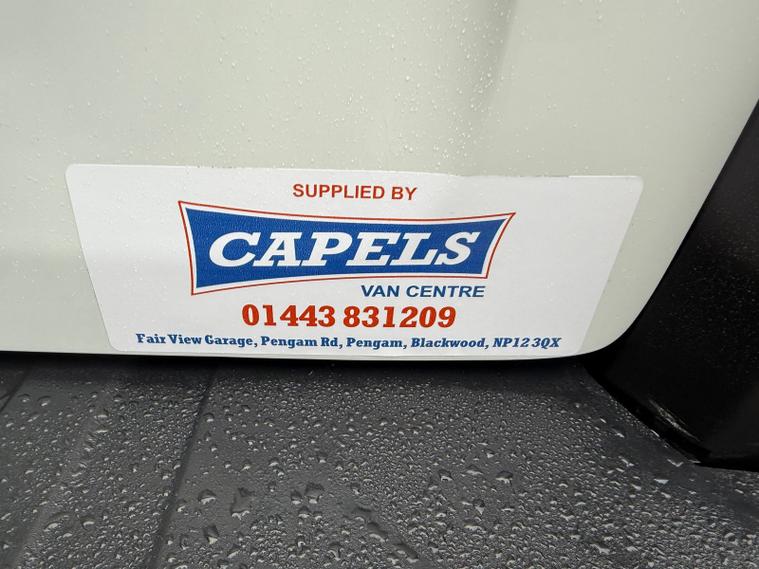 SUPPLIED BY
CAPELS
VAN CENTRE
01443 831209
Fair View Garage, Pengam Rd, Pengam, Blackwood, NP12 3QX